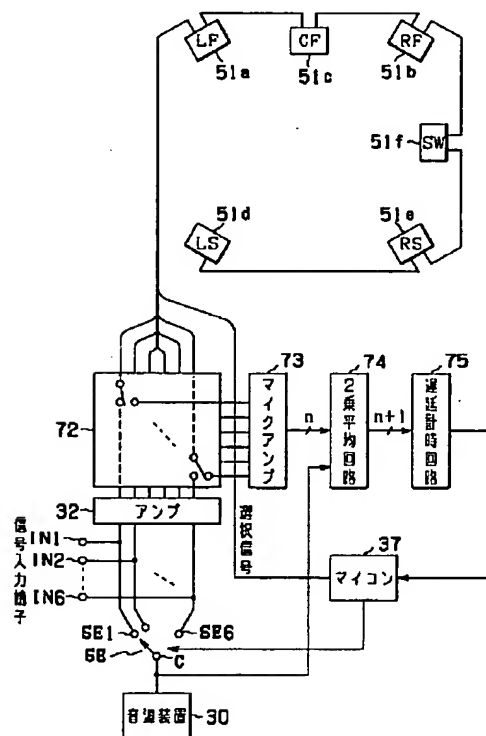 LF
CF
RF
51a
51c
51b
51f
SW
51d
51e
LS
RS
73
74
75
72
マイクアンプ
n
2乗平均回路
n+1
遅延計時回路
32
アンプ
選択信号
信号入力端子
IN1
IN2
IN6
37
マイコン
SE1
SE6
SE
C
音源装置
30